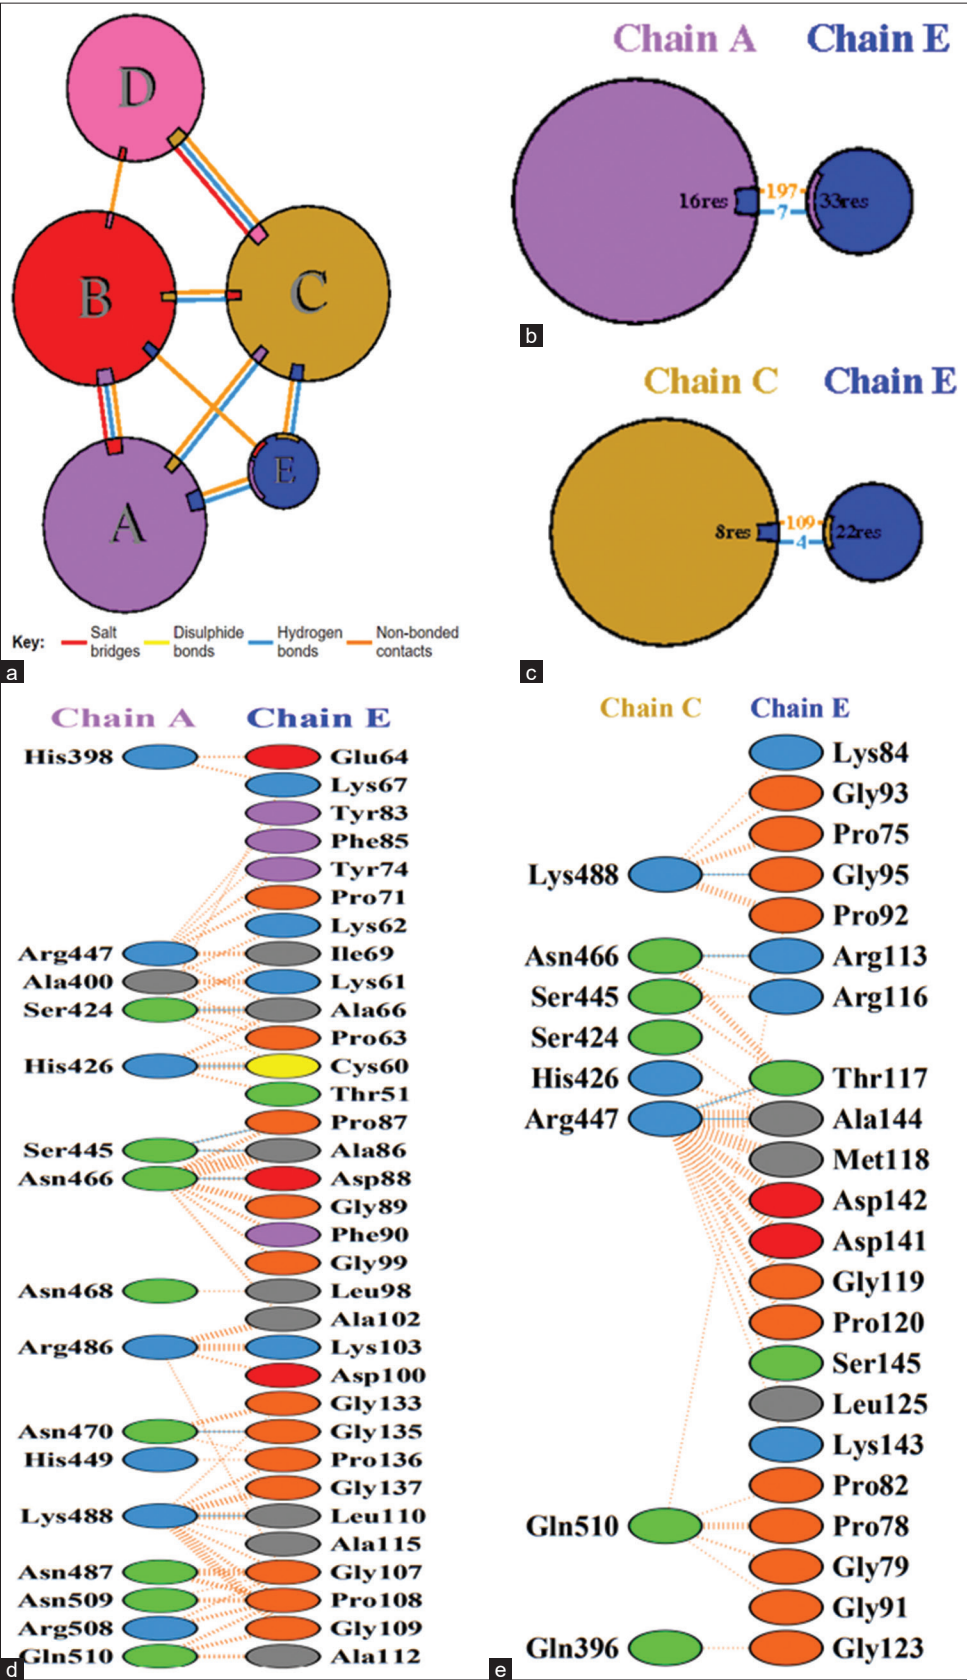 D
B
C
A
E
Key:
Salt bridges
Disulphide bonds
Hydrogen bonds
Non-bonded contacts
a
Chain A Chain E
16res 197 33res
7
b
Chain C Chain E
8res 109 22res
4
c
Chain A Chain E
His398 Glu64
Lys67
Tyr83
Phe85
Tyr74
Pro71
Lys62
Arg447 Ile69
Ala400 Lys61
Ser424 Ala66
Pro63
His426 Cys60
Thr51
Pro87
Ser445 Ala86
Asn466 Asp88
Gly89
Phe90
Gly99
Asn468 Leu98
Ala102
Arg486 Lys103
Asp100
Gly133
Asn470 Gly135
His449 Pro136
Gly137
Lys488 Leu110
Ala115
Asn487 Gly107
Asn509 Pro108
Arg508 Gly109
Gln510 Ala112
d
Chain C Chain E
Lys84
Gly93
Pro75
Lys488 Gly95
Pro92
Asn466 Arg113
Ser445 Arg116
Ser424
His426 Thr117
Arg447 Ala144
Met118
Asp142
Asp141
Gly119
Pro120
Ser145
Leu125
Lys143
Pro82
Gln510 Pro78
Gly79
Gly91
Gln396 Gly123
e